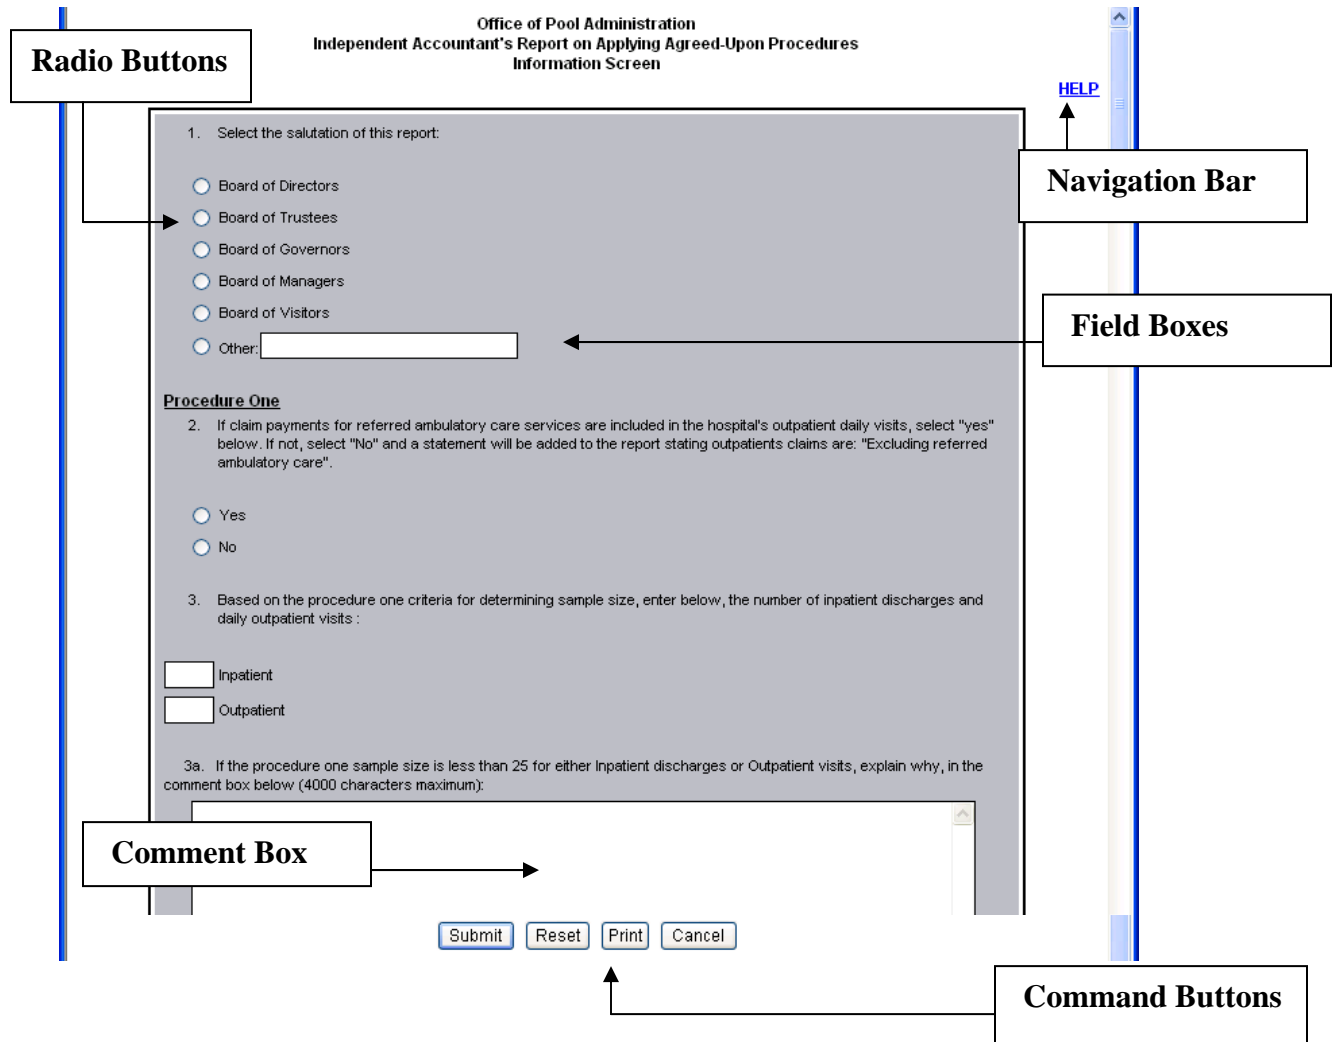 Office of Pool Administration
Independent Accountant's Report on Applying Agreed-Upon Procedures
Information Screen
Radio Buttons
HELP
Navigation Bar
1. Select the salutation of this report:
Board of Directors
Board of Trustees
Board of Governors
Board of Managers
Board of Visitors
Other:
Field Boxes
Procedure One
2. If claim payments for referred ambulatory care services are included in the hospital's outpatient daily visits, select "yes"
below. If not, select "No" and a statement will be added to the report stating outpatients claims are: "Excluding referred
ambulatory care".
Yes
No
3. Based on the procedure one criteria for determining sample size, enter below, the number of inpatient discharges and
daily outpatient visits :
Inpatient
Outpatient
3a. If the procedure one sample size is less than 25 for either Inpatient discharges or Outpatient visits, explain why, in the
comment box below (4000 characters maximum):
Comment Box
Submit Reset Print Cancel
Command Buttons